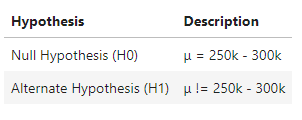 Hypothesis Description
Null Hypothesis (H0) μ = 250k - 300k
Alternate Hypothesis (H1) μ != 250k - 300k